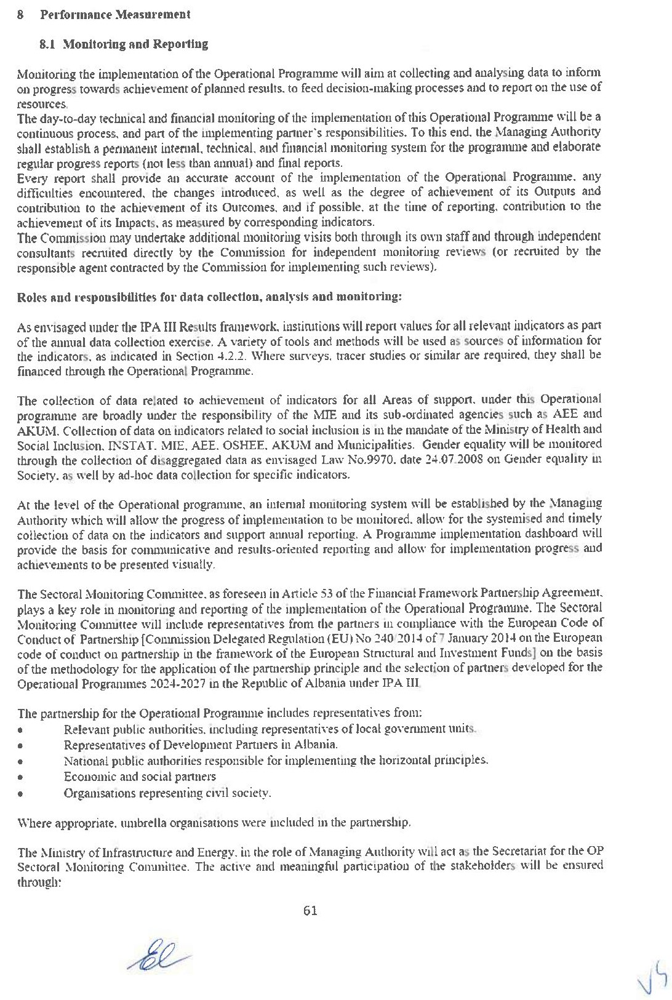 8 Performance Measurement
8.1 Monitoring and Reporting
Monitoring the implementation of the Operational Programme will aim at collecting and analysing data to inform
on progress towards achievement of planned results, to feed decision-making processes and to report on the use of
resources.
The day-to-day technical and financial monitoring of the implementation of this Operational Programme will be a
continuous process, and part of the implementing partner's responsibilities. To this end, the Managing Authority
shall establish a permanent internal, technical, and financial monitoring system for the programme and elaborate
regular progress reports (not less than annual) and final reports.
Every report shall provide an accurate account of the implementation of the Operational Programme, any
difficulties encountered, the changes introduced, as well as the degree of achievement of its Outputs and
contribution to the achievement of its Outcomes, and if possible, at the time of reporting, contribution to the
achievement of its Impacts, as measured by corresponding indicators.
The Commission may undertake additional monitoring visits both through its own staff and through independent
consultants recruited directly by the Commission for independent monitoring reviews (or recruited by the
responsible agent contracted by the Commission for implementing such reviews).
Roles and responsibilities for data collection, analysis and monitoring:
As envisaged under the IPA III Results framework, institutions will report values for all relevant indicators as part
of the annual data collection exercise. A variety of tools and methods will be used as sources of information for
the indicators, as indicated in Section 4.2.2. Where surveys, tracer studies or similar are required, they shall be
financed through the Operational Programme.
The collection of data related to achievement of indicators for all Areas of support, under this Operational
programme are broadly under the responsibility of the MIE and its sub-ordinated agencies such as AEE and
AKUM. Collection of data on indicators related to social inclusion is in the mandate of the Ministry of Health and
Social Inclusion, INSTAT, MIE, AEE, OSHEE, AKUM and Municipalities. Gender equality will be monitored
through the collection of disaggregated data as envisaged Law No.9970, date 24.07.2008 on Gender equality in
Society, as well by ad-hoc data collection for specific indicators.
At the level of the Operational programme, an internal monitoring system will be established by the Managing
Authority which will allow the progress of implementation to be monitored, allow for the systemised and timely
collection of data on the indicators and support annual reporting. A Programme implementation dashboard will
provide the basis for communicative and results-oriented reporting and allow for implementation progress and
achievements to be presented visually.
The Sectoral Monitoring Committee, as foreseen in Article 53 of the Financial Framework Partnership Agreement,
plays a key role in monitoring and reporting of the implementation of the Operational Programme. The Sectoral
Monitoring Committee will include representatives from the partners in compliance with the European Code of
Conduct of Partnership [Commission Delegated Regulation (EU) No 240/2014 of 7 January 2014 on the European
code of conduct on partnership in the framework of the European Structural and Investment Funds] on the basis
of the methodology for the application of the partnership principle and the selection of partners developed for the
Operational Programmes 2024-2027 in the Republic of Albania under IPA III.
The partnership for the Operational Programme includes representatives from:
• Relevant public authorities, including representatives of local government units.
• Representatives of Development Partners in Albania.
• National public authorities responsible for implementing the horizontal principles.
• Economic and social partners
• Organisations representing civil society.
Where appropriate, umbrella organisations were included in the partnership.
The Ministry of Infrastructure and Energy, in the role of Managing Authority will act as the Secretariat for the OP
Sectoral Monitoring Committee. The active and meaningful participation of the stakeholders will be ensured
through:
61